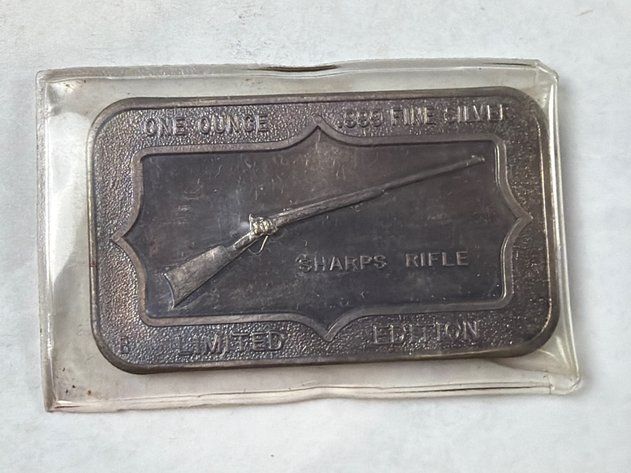 ONE OUNCE .999 FINE SILVER
SHARPS RIFLE
B LIMITED EDITION